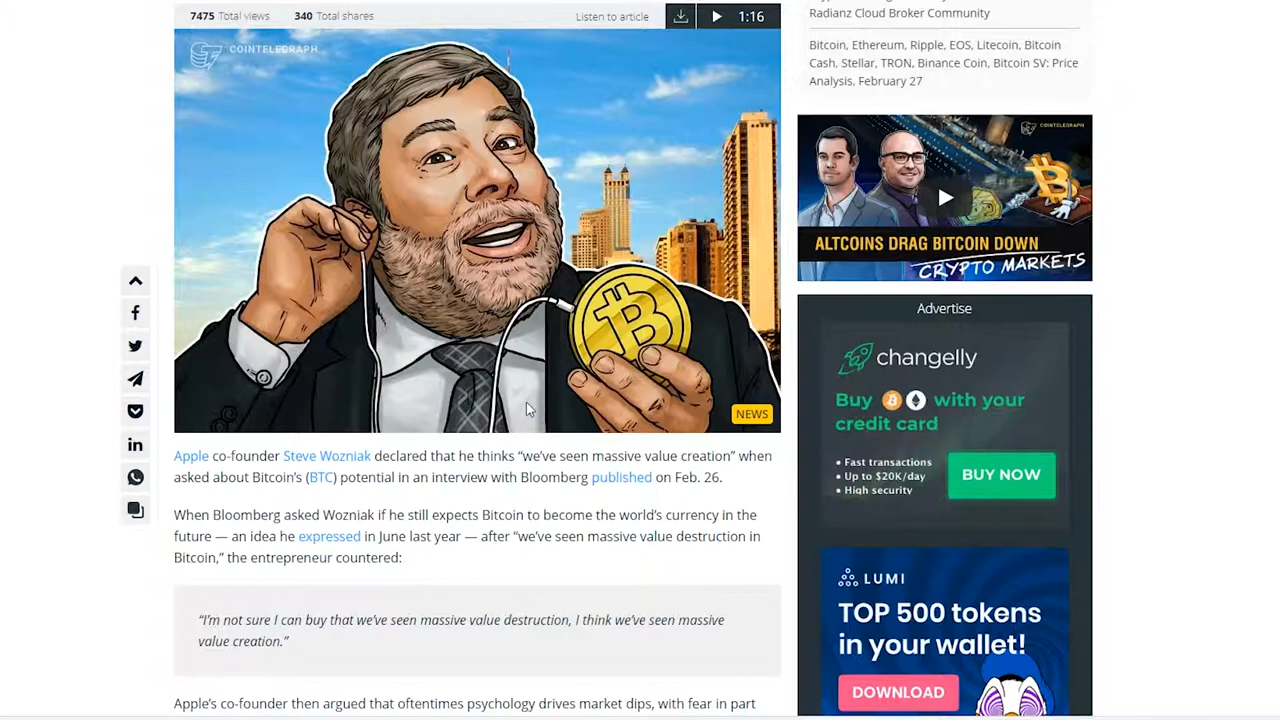 7475 Total views 340 Total shares Listen to article 1:16
COINTELEGRAPH
NEWS
Apple co-founder Steve Wozniak declared that he thinks “we’ve seen massive value creation” when
asked about Bitcoin’s (BTC) potential in an interview with Bloomberg published on Feb. 26.
When Bloomberg asked Wozniak if he still expects Bitcoin to become the world’s currency in the
future — an idea he expressed in June last year — after “we’ve seen massive value destruction in
Bitcoin,” the entrepreneur countered:
“I’m not sure I can buy that we’ve seen massive value destruction, I think we’ve seen massive
value creation.”
Apple’s co-founder then argued that oftentimes psychology drives market dips, with fear in part
Radianz Cloud Broker Community
Bitcoin, Ethereum, Ripple, EOS, Litecoin, Bitcoin
Cash, Stellar, TRON, Binance Coin, Bitcoin SV: Price
Analysis, February 27
COINTELEGRAPH
ALTCOINS DRAG BITCOIN DOWN
CRYPTO MARKETS
Advertise
changelly
Buy with your
credit card
• Fast transactions
• Up to $20K/day
• High security
BUY NOW
LUMI
TOP 500 tokens
in your wallet!
DOWNLOAD